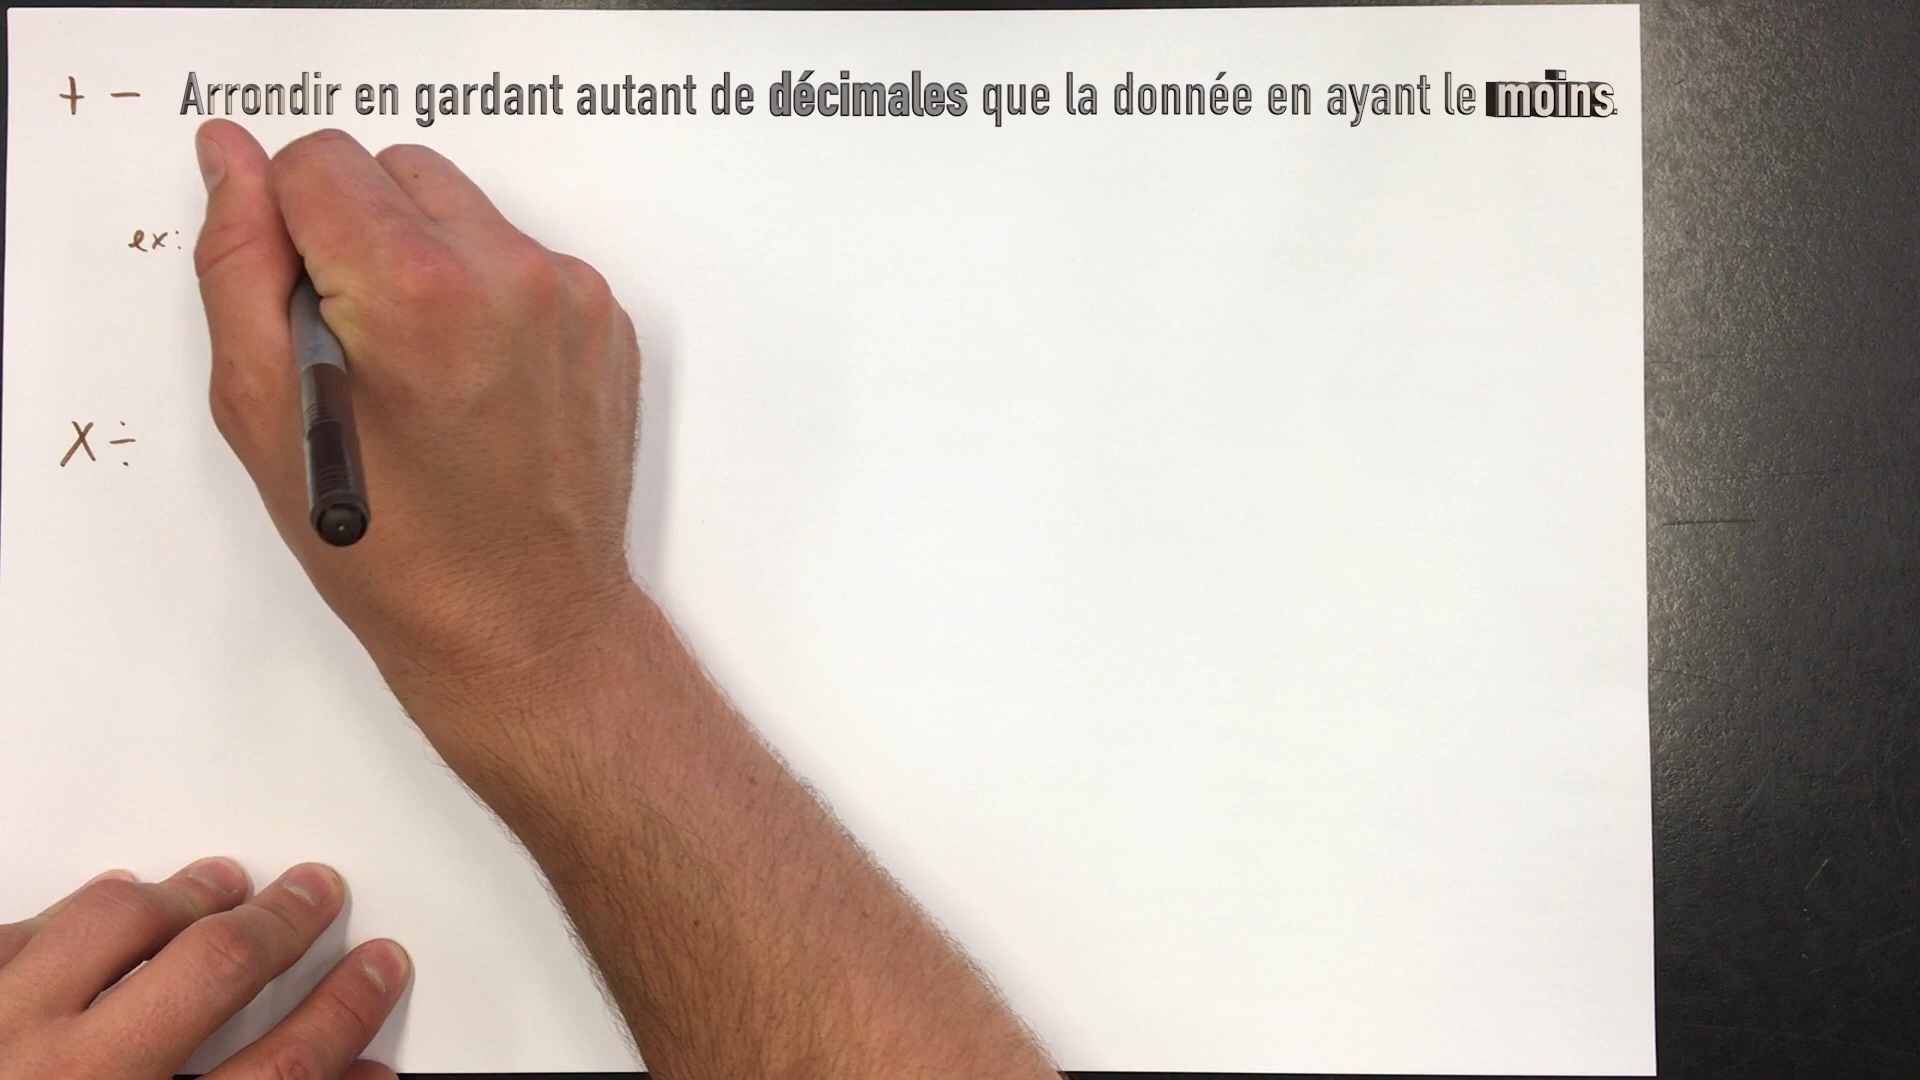 + - Arrondir en gardant autant de décimales que la donnée en ayant le moins.
ex:
X ÷